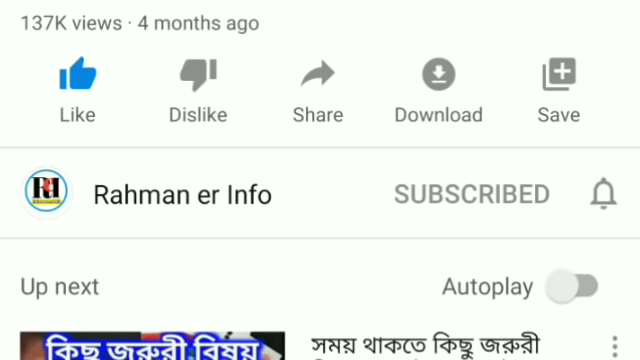 137K views · 4 months ago
Like Dislike Share Download Save
Rahman er Info SUBSCRIBED
Up next Autoplay
কিছু জরুরী বিষয় সময় থাকতে কিছু জরুরী